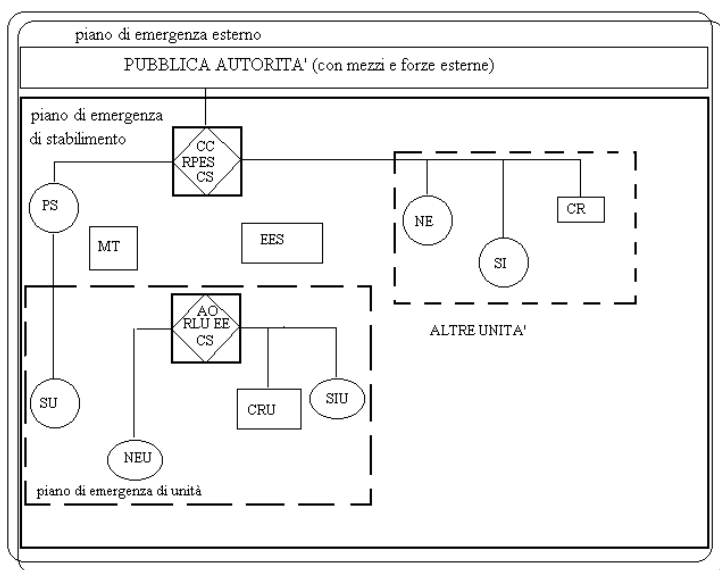 piano di emergenza esterno
PUBBLICA AUTORITA' (con mezzi e forze esterne)
piano di emergenza
di stabilimento
CC
RPES
CS
PS
MT
EES
NE
SI
CR
ALTRE UNITA'
AO
RLU EE
CS
SU
NEU
CRU
SIU
piano di emergenza di unità